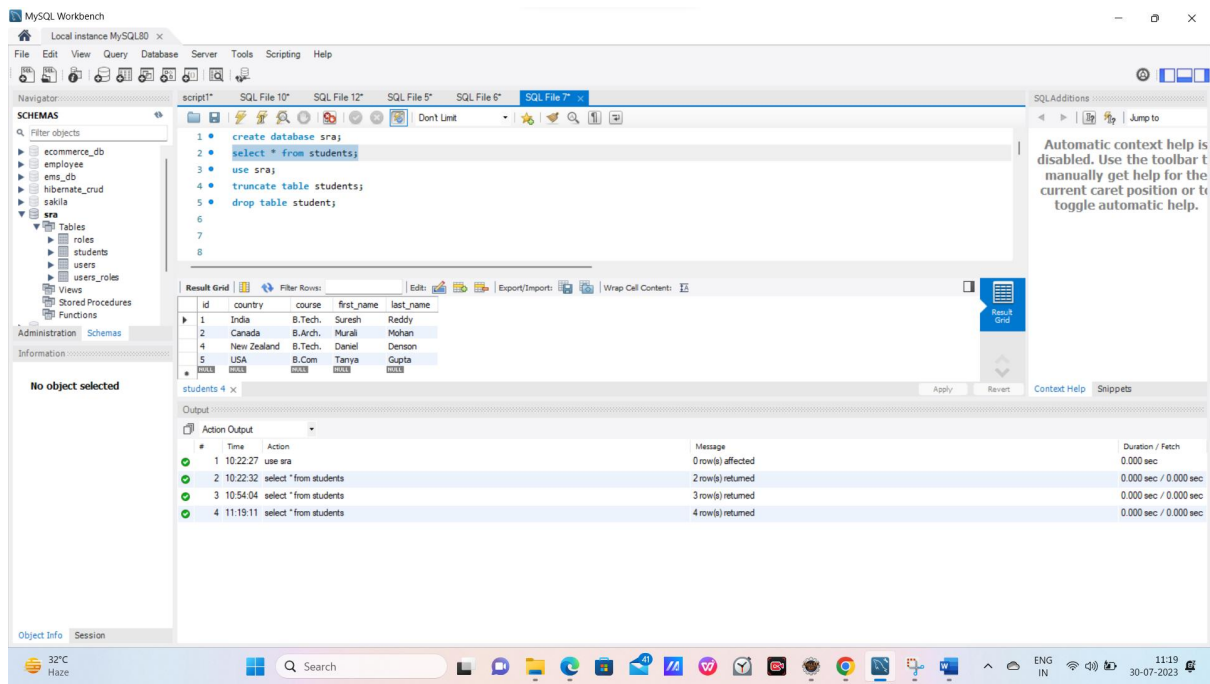 MySQL Workbench
Local instance MySQL80 ×
File Edit View Query Database Server Tools Scripting Help
Navigator
script1* SQL File 10* SQL File 12* SQL File 5* SQL File 6* SQL File 7* ×
SQLAdditions
SCHEMAS
Don't Limit
Jump to
Filter objects
ecommerce_db
employee
ems_db
hibernate_crud
sakila
sra
Tables
roles
students
users
users_roles
Views
Stored Procedures
Functions
Administration Schemas
Information
No object selected
1 create database sra;
2 select * from students;
3 use sra;
4 truncate table students;
5 drop table student;
6
7
8
Automatic context help is
disabled. Use the toolbar t
manually get help for the
current caret position or t
toggle automatic help.
Result Grid Filter Rows: Edit: Export/Import: Wrap Cell Content:
Result
Grid
id country course first_name last_name
1 India B.Tech. Suresh Reddy
2 Canada B.Arch. Murali Mohan
4 New Zealand B.Tech. Daniel Denson
5 USA B.Com Tanya Gupta
NULL NULL NULL NULL NULL
students 4 ×
Apply Revert
Context Help Snippets
Output
Action Output
# Time Action Message Duration / Fetch
1 10:22:27 use sra 0 row(s) affected 0.000 sec
2 10:22:32 select * from students 2 row(s) returned 0.000 sec / 0.000 sec
3 10:54:04 select * from students 3 row(s) returned 0.000 sec / 0.000 sec
4 11:19:11 select * from students 4 row(s) returned 0.000 sec / 0.000 sec
Object Info Session
32°C
Haze
Search
41
ENG
IN
11:19
30-07-2023